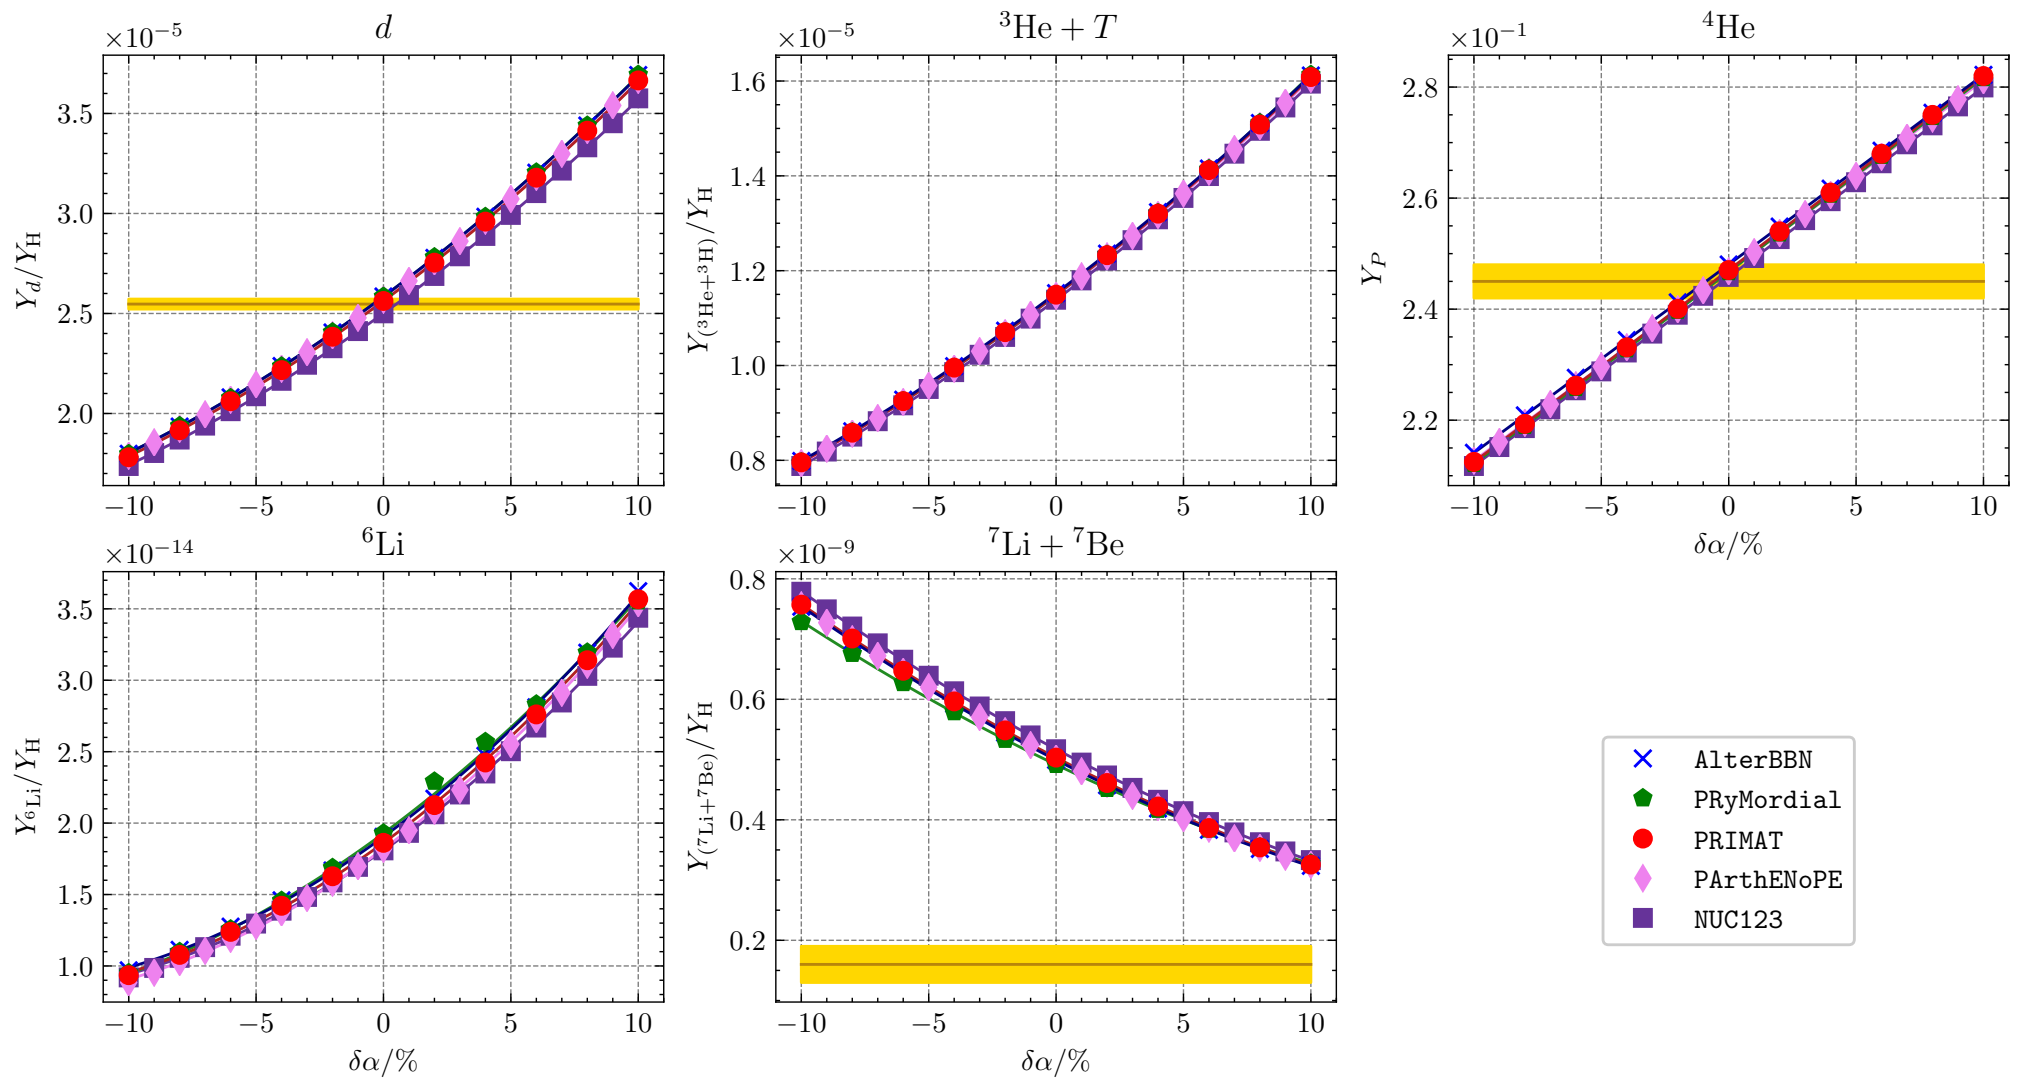 d
×10⁻⁵
3.5
3.0
2.5
2.0
Y_d/Y_H
−10 −5 0 5 10
³He + T
×10⁻⁵
1.6
1.4
1.2
1.0
0.8
Y_(³He+³H)/Y_H
−10 −5 0 5 10
⁴He
×10⁻¹
2.8
2.6
2.4
2.2
Y_P
−10 −5 0 5 10
δα/%
⁶Li
×10⁻¹⁴
3.5
3.0
2.5
2.0
1.5
1.0
Y_⁶Li/Y_H
−10 −5 0 5 10
δα/%
⁷Li + ⁷Be
×10⁻⁹
0.8
0.6
0.4
0.2
Y_(⁷Li+⁷Be)/Y_H
−10 −5 0 5 10
δα/%
AlterBBN
PRyMordial
PRIMAT
PArthENoPE
NUC123